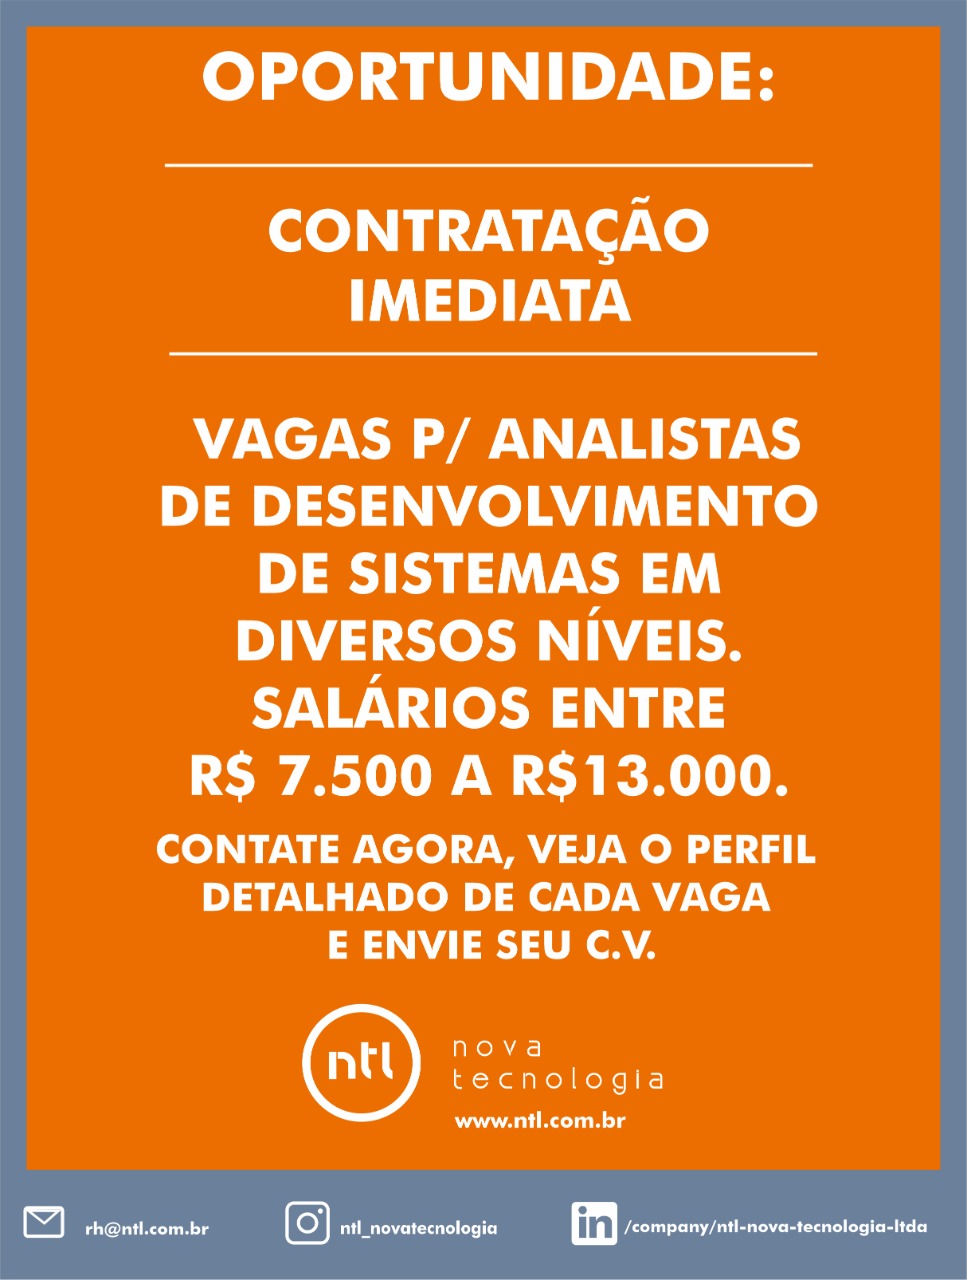 OPORTUNIDADE:
CONTRATAÇÃO
IMEDIATA
VAGAS P/ ANALISTAS
DE DESENVOLVIMENTO
DE SISTEMAS EM
DIVERSOS NÍVEIS.
SALÁRIOS ENTRE
R$ 7.500 A R$13.000.
CONTATE AGORA, VEJA O PERFIL
DETALHADO DE CADA VAGA
E ENVIE SEU C.V.
ntl
nova
tecnologia
www.ntl.com.br
rh@ntl.com.br
ntl_novatecnologia
in /company/ntl-nova-tecnologia-ltda